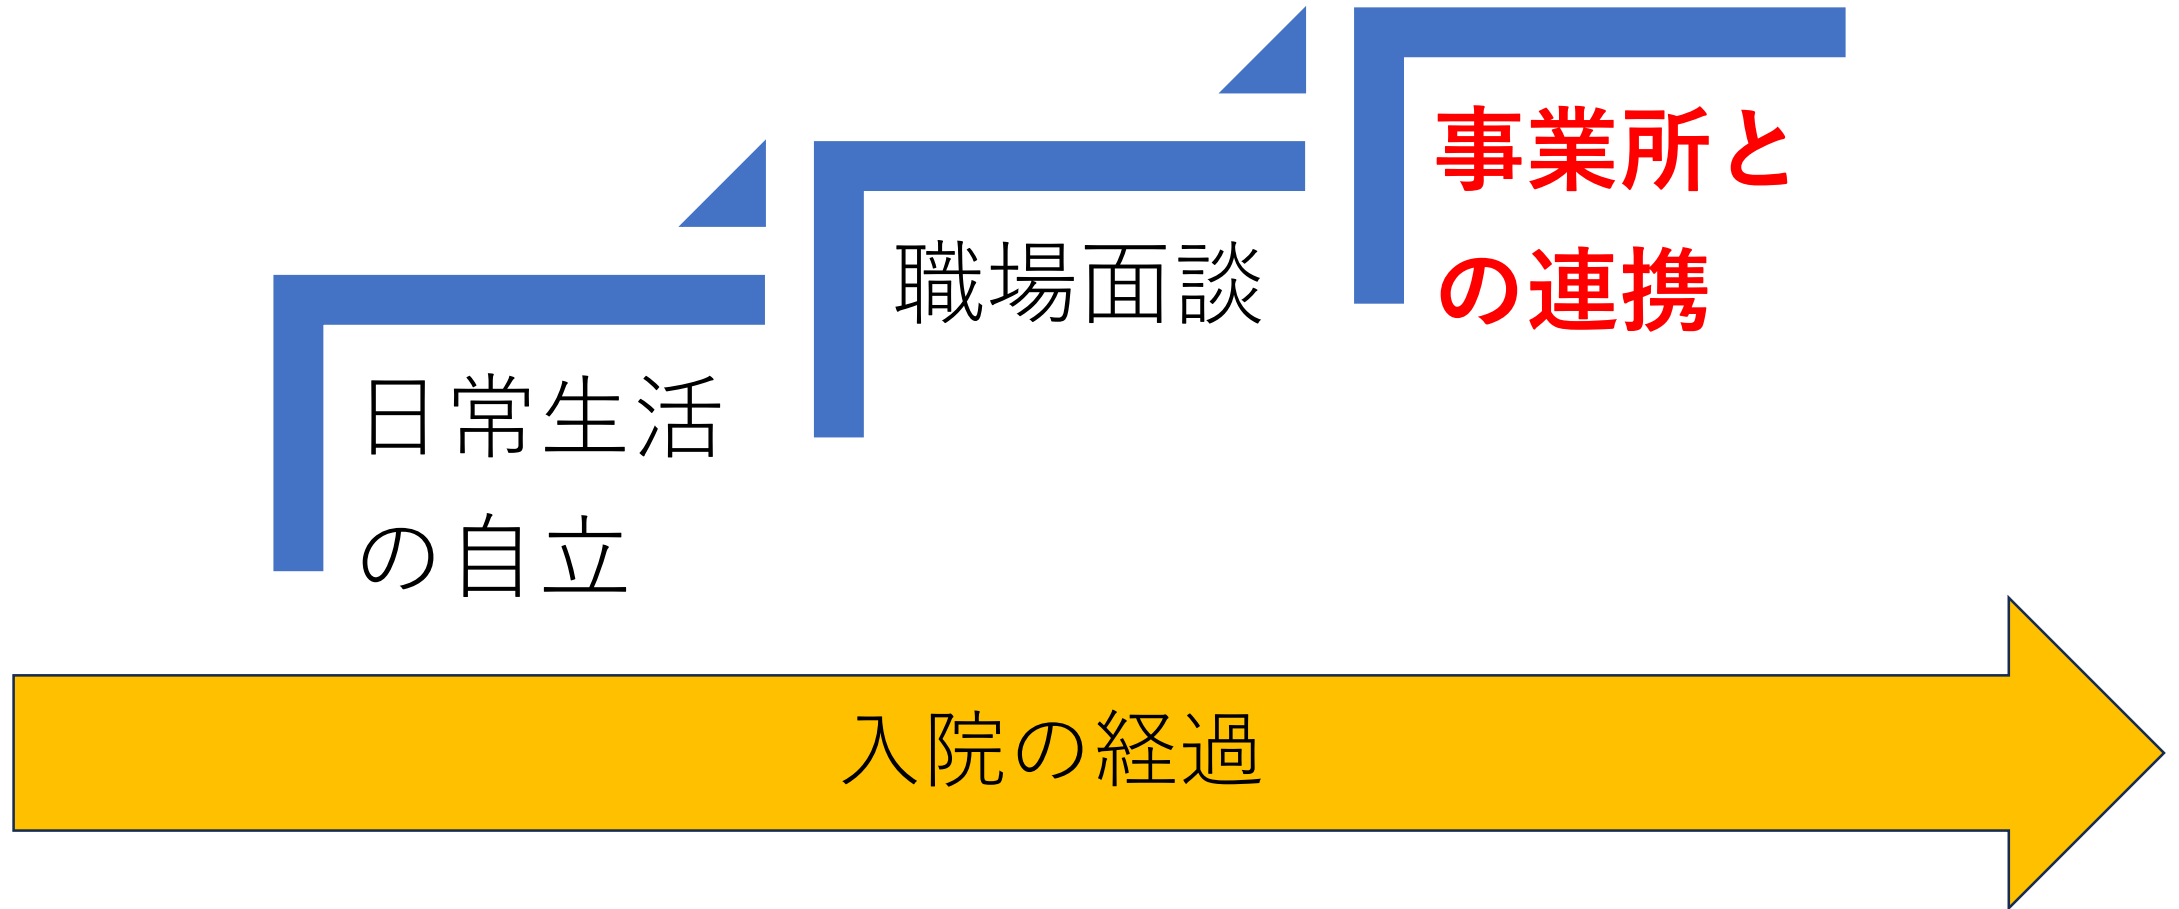 日常生活
の自立
職場面談
事業所と
の連携
入院の経過